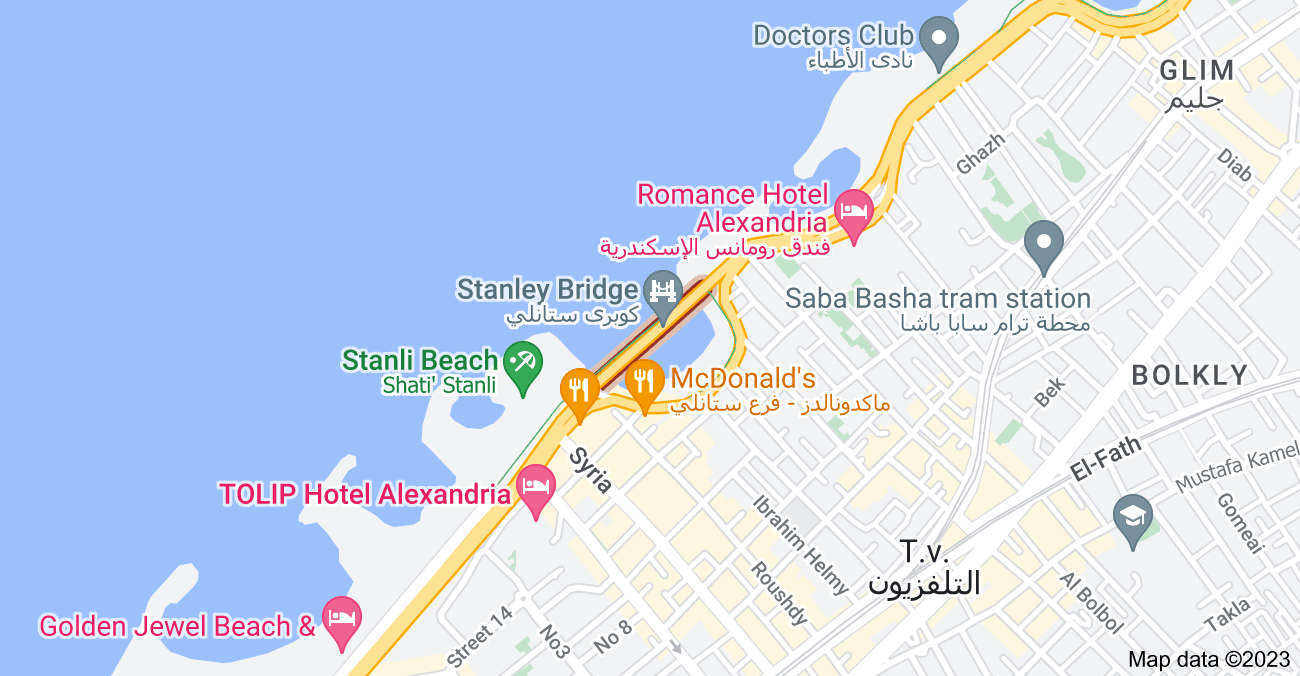 Doctors Club
نادى الأطباء
GLIM
جليم
Ghazh
Diab
Romance Hotel
Alexandria
فندق رومانس الإسكندرية
Stanley Bridge
كوبرى ستانلي
Saba Basha tram station
محطة ترام سابا باشا
Stanli Beach
Shati' Stanli
McDonald's
ماكدونالدز - فرع ستانلي
BOLKLY
Bek
El-Fath
Mustafa Kamel
Syria
TOLIP Hotel Alexandria
Ibrahim Helmy
Gomeai
T.v.
التلفزيون
Roushdy
Al Bolbol
Takla
Golden Jewel Beach &
Street 14
No3
No 8
Map data ©2023